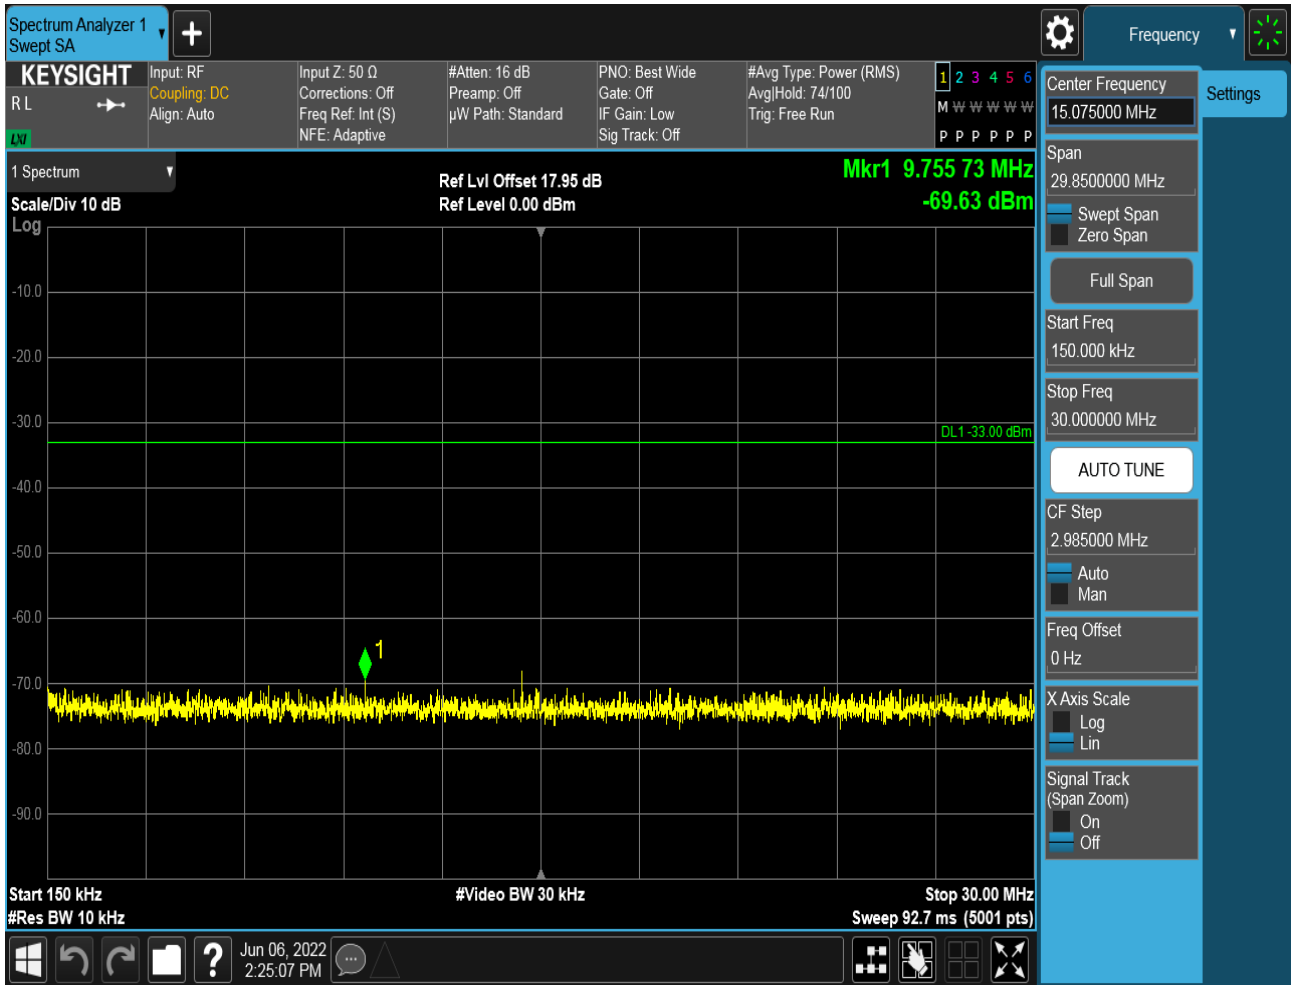 Spectrum Analyzer 1
Swept SA
Frequency
KEYSIGHT
R L
LXI
Input: RF
Coupling: DC
Align: Auto
Input Z: 50 Ω
Corrections: Off
Freq Ref: Int (S)
NFE: Adaptive
#Atten: 16 dB
Preamp: Off
µW Path: Standard
PNO: Best Wide
Gate: Off
IF Gain: Low
Sig Track: Off
#Avg Type: Power (RMS)
Avg|Hold: 74/100
Trig: Free Run
1 2 3 4 5 6
M W W W W W
P P P P P P
1 Spectrum
Scale/Div 10 dB
Log
Ref Lvl Offset 17.95 dB
Ref Level 0.00 dBm
Mkr1 9.755 73 MHz
-69.63 dBm
-10.0
-20.0
-30.0
DL1 -33.00 dBm
-40.0
-50.0
-60.0
1
-70.0
-80.0
-90.0
Start 150 kHz
#Video BW 30 kHz
Stop 30.00 MHz
#Res BW 10 kHz
Sweep 92.7 ms (5001 pts)
?
Jun 06, 2022
2:25:07 PM
Center Frequency
15.075000 MHz
Settings
Span
29.8500000 MHz
Swept Span
Zero Span
Full Span
Start Freq
150.000 kHz
Stop Freq
30.000000 MHz
AUTO TUNE
CF Step
2.985000 MHz
Auto
Man
Freq Offset
0 Hz
X Axis Scale
Log
Lin
Signal Track
(Span Zoom)
On
Off